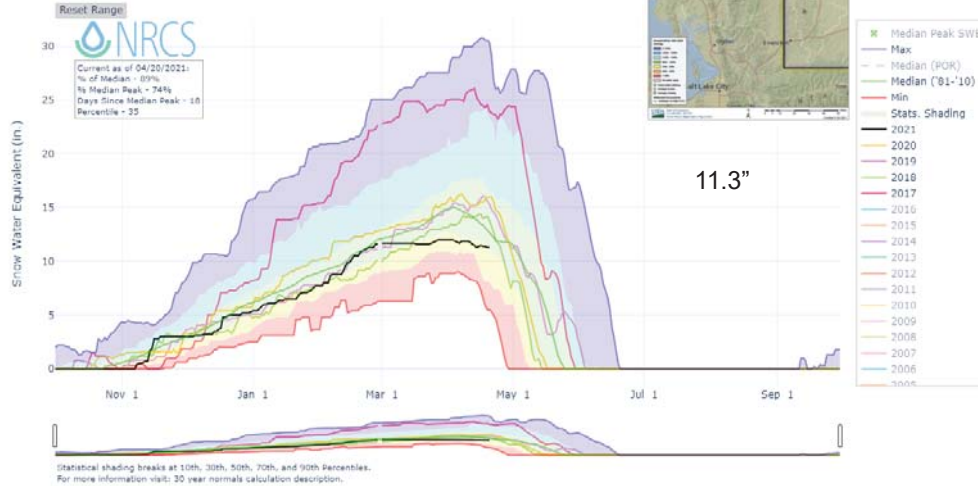 Reset Range
NRCS
Current as of 04/20/2021:
% of Median - 89%
% Median Peak - 74%
Days Since Median Peak - 18
Percentile - 35
Snow Water Equivalent (in.)
30
25
20
15
10
5
0
Nov 1
Jan 1
Mar 1
May 1
Jul 1
Sep 1
11.3”
Salt Lake City
Median Peak SWE
Max
Median (POR)
Median ('81-'10)
Min
Stats. Shading
2021
2020
2019
2018
2017
2016
2015
2014
2013
2012
2011
2010
2009
2008
2007
2006
2005
Statistical shading breaks at 10th, 30th, 50th, 70th, and 90th Percentiles.
For more information visit: 30 year normals calculation description.